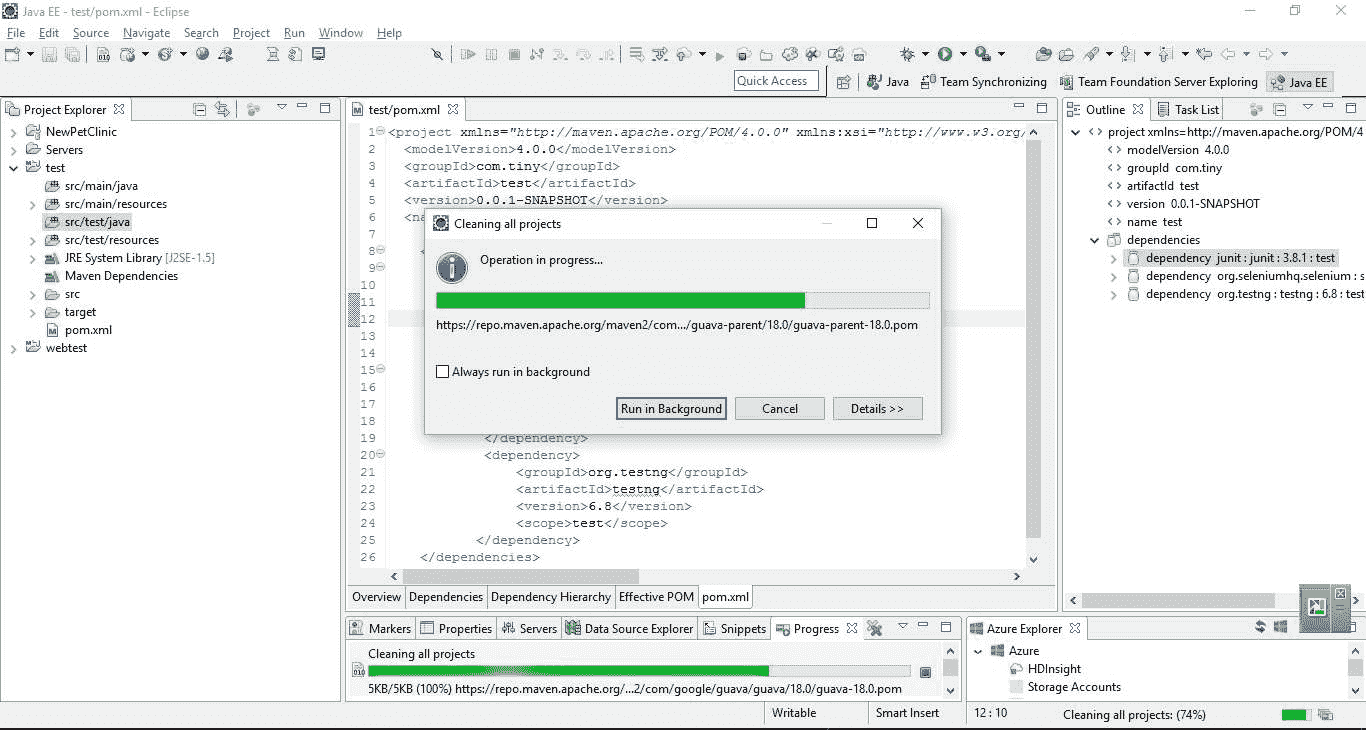 Java EE - test/pom.xml - Eclipse
File Edit Source Navigate Search Project Run Window Help
Quick Access
Java Team Synchronizing Team Foundation Server Exploring Java EE
Project Explorer
NewPetClinic
Servers
test
src/main/java
src/main/resources
src/test/java
src/test/resources
JRE System Library [J2SE-1.5]
Maven Dependencies
src
target
pom.xml
webtest
test/pom.xml
1 <project xmlns="http://maven.apache.org/POM/4.0.0" xmlns:xsi="http://www.w3.org/
2 <modelVersion>4.0.0</modelVersion>
3 <groupId>com.tiny</groupId>
4 <artifactId>test</artifactId>
5 <version>0.0.1-SNAPSHOT</version>
6 <na
7
8 <
9
10
11
12
13
14
15
16
17
18
19 </dependency>
20 <dependency>
21 <groupId>org.testng</groupId>
22 <artifactId>testng</artifactId>
23 <version>6.8</version>
24 <scope>test</scope>
25 </dependency>
26 </dependencies>
Overview Dependencies Dependency Hierarchy Effective POM pom.xml
Cleaning all projects
Operation in progress...
https://repo.maven.apache.org/maven2/com.../guava-parent/18.0/guava-parent-18.0.pom
Always run in background
Run in Background Cancel Details >>
Outline Task List
project xmlns=http://maven.apache.org/POM/4
modelVersion 4.0.0
groupId com.tiny
artifactId test
version 0.0.1-SNAPSHOT
name test
dependencies
dependency junit : junit : 3.8.1 : test
dependency org.seleniumhq.selenium : s
dependency org.testng : testng : 6.8 : test
Markers Properties Servers Data Source Explorer Snippets Progress
Cleaning all projects
5KB/5KB (100%) https://repo.maven.apache.org/...2/com/google/guava/guava/18.0/guava-18.0.pom
Azure Explorer
Azure
HDInsight
Storage Accounts
Writable Smart Insert 12 : 10 Cleaning all projects: (74%)